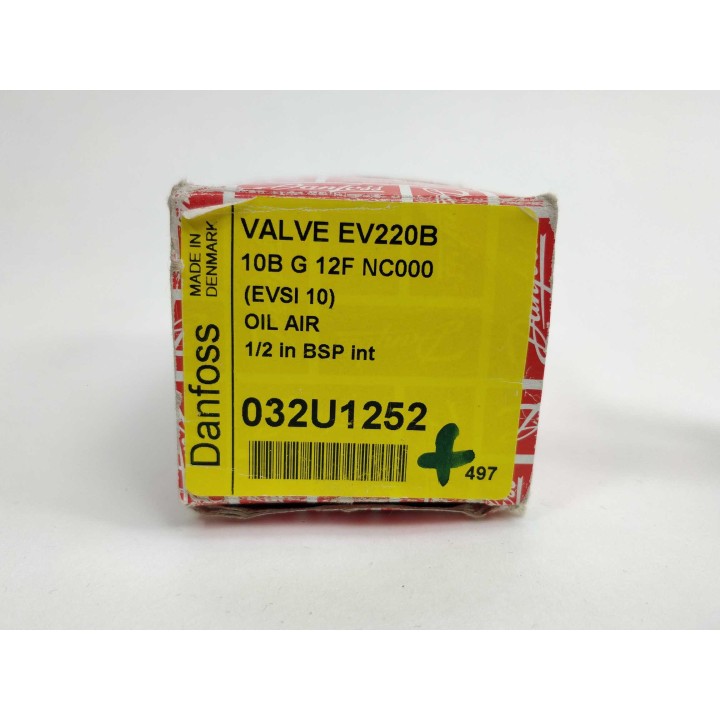 MADE IN
DENMARK
Danfoss
VALVE EV220B
10B G 12F NC000
(EVSI 10)
OIL AIR
1/2 in BSP int
032U1252
497
Danfoss